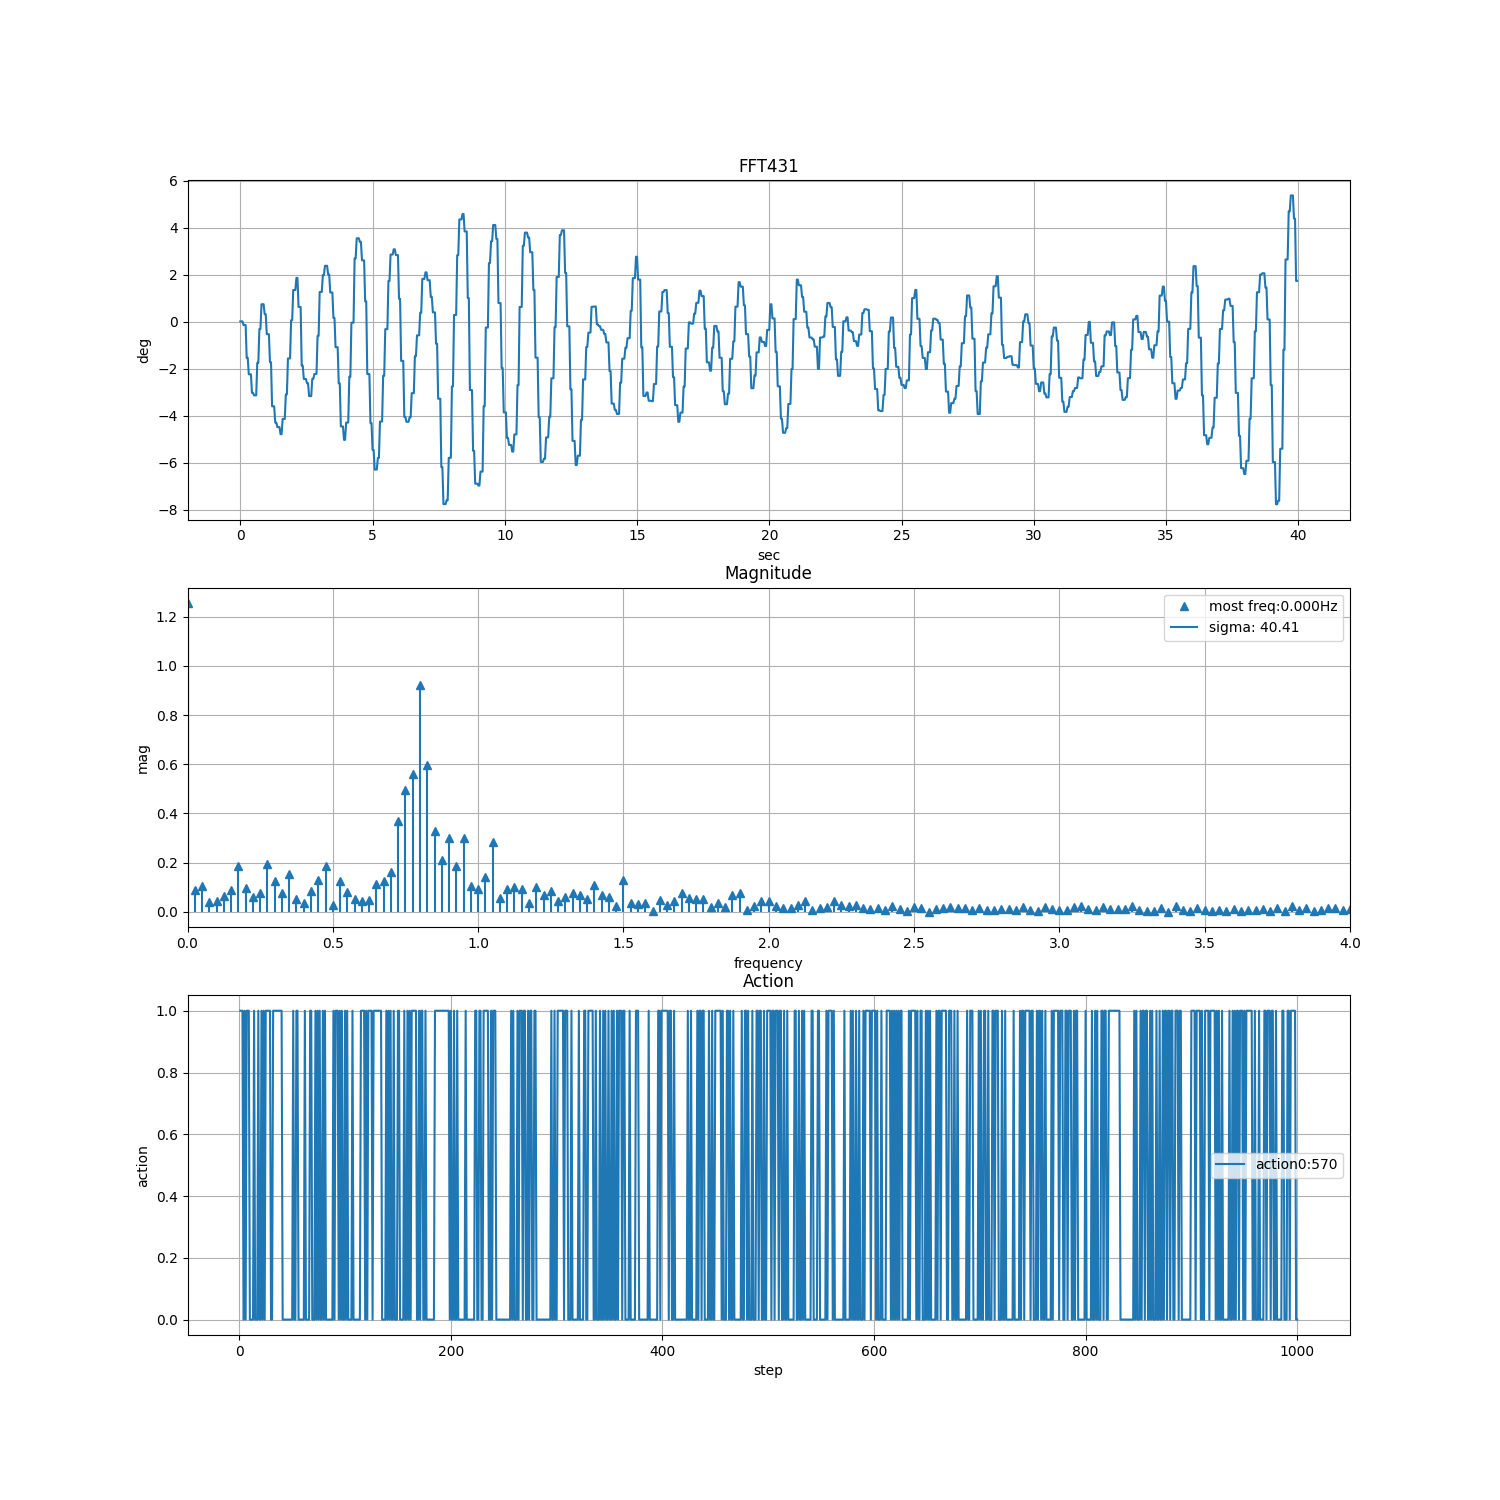 FFT431
6
4
2
0
−2
−4
−6
−8
deg
0 5 10 15 20 25 30 35 40
sec
Magnitude
1.2
1.0
0.8
0.6
0.4
0.2
0.0
mag
most freq:0.000Hz
sigma: 40.41
0.0 0.5 1.0 1.5 2.0 2.5 3.0 3.5 4.0
frequency
Action
1.0
0.8
0.6
0.4
0.2
0.0
action
action0:570
0 200 400 600 800 1000
step